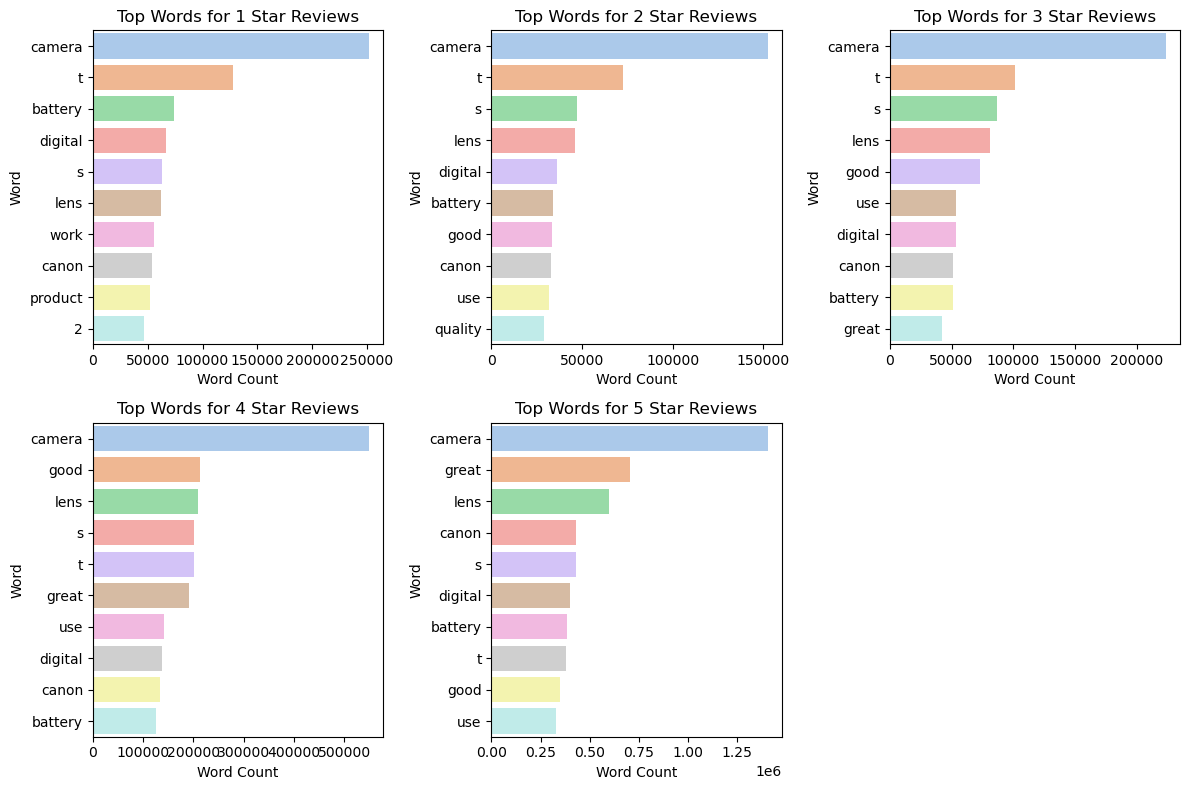 Top Words for 1 Star Reviews
Word
camera
t
battery
digital
s
lens
work
canon
product
2
0 50000 100000 150000 200000 250000
Word Count
Top Words for 2 Star Reviews
Word
camera
t
s
lens
digital
battery
good
canon
use
quality
0 50000 100000 150000
Word Count
Top Words for 3 Star Reviews
Word
camera
t
s
lens
good
use
digital
canon
battery
great
0 50000 100000 150000 200000
Word Count
Top Words for 4 Star Reviews
Word
camera
good
lens
s
t
great
use
digital
canon
battery
0 100000 200000 300000 400000 500000
Word Count
Top Words for 5 Star Reviews
Word
camera
great
lens
canon
s
digital
battery
t
good
use
0.00 0.25 0.50 0.75 1.00 1.25
Word Count
1e6